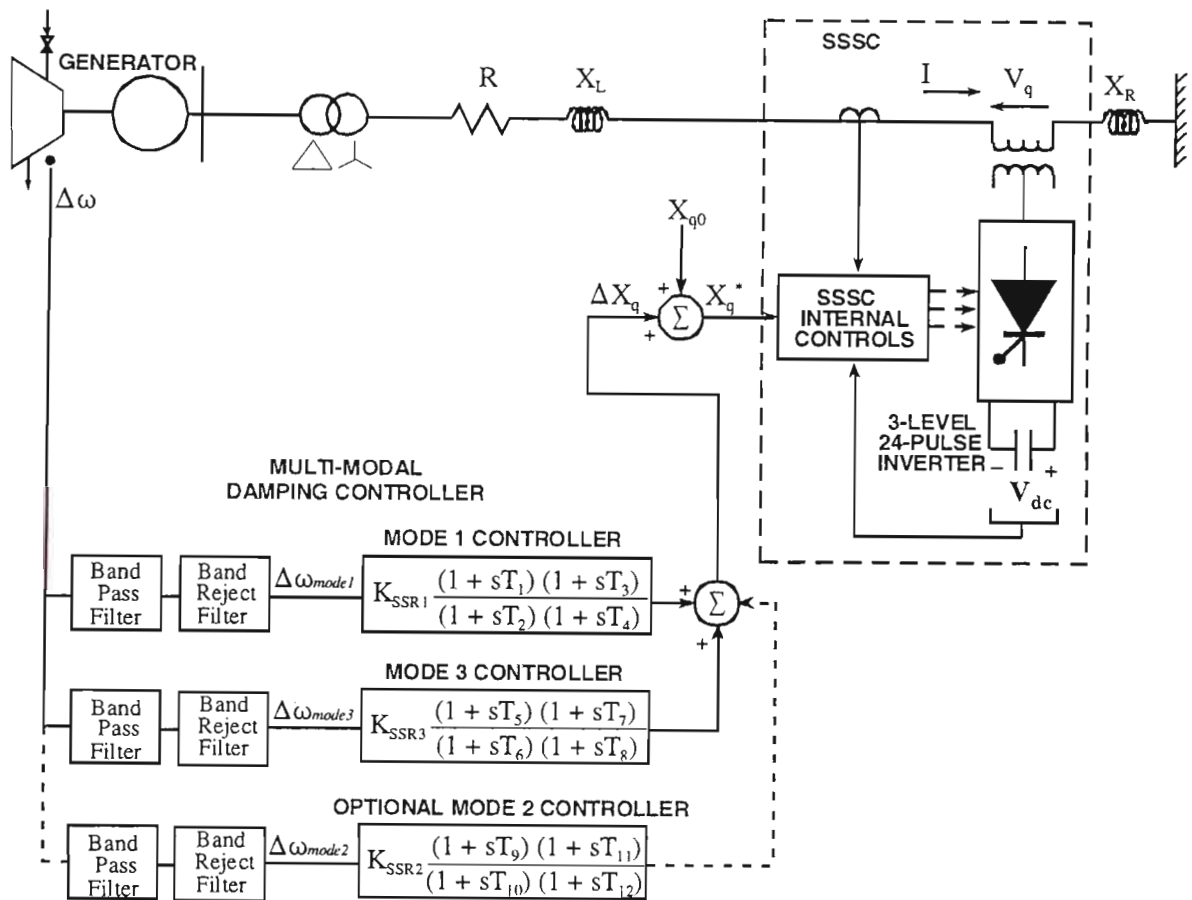 SSSC
GENERATOR
R
X_L
I
V_q
X_R
Δω
X_q0
ΔX_q
+
+
Σ
X_q*
SSSC
INTERNAL
CONTROLS
3-LEVEL
24-PULSE
INVERTER
−
+
V_dc
MULTI-MODAL
DAMPING CONTROLLER
MODE 1 CONTROLLER
Band
Pass
Filter
Band
Reject
Filter
Δω_mode1
K_SSR1 (1 + sT_1) (1 + sT_3)
(1 + sT_2) (1 + sT_4)
+
Σ
+
MODE 3 CONTROLLER
Band
Pass
Filter
Band
Reject
Filter
Δω_mode3
K_SSR3 (1 + sT_5) (1 + sT_7)
(1 + sT_6) (1 + sT_8)
OPTIONAL MODE 2 CONTROLLER
Band
Pass
Filter
Band
Reject
Filter
Δω_mode2
K_SSR2 (1 + sT_9) (1 + sT_11)
(1 + sT_10) (1 + sT_12)